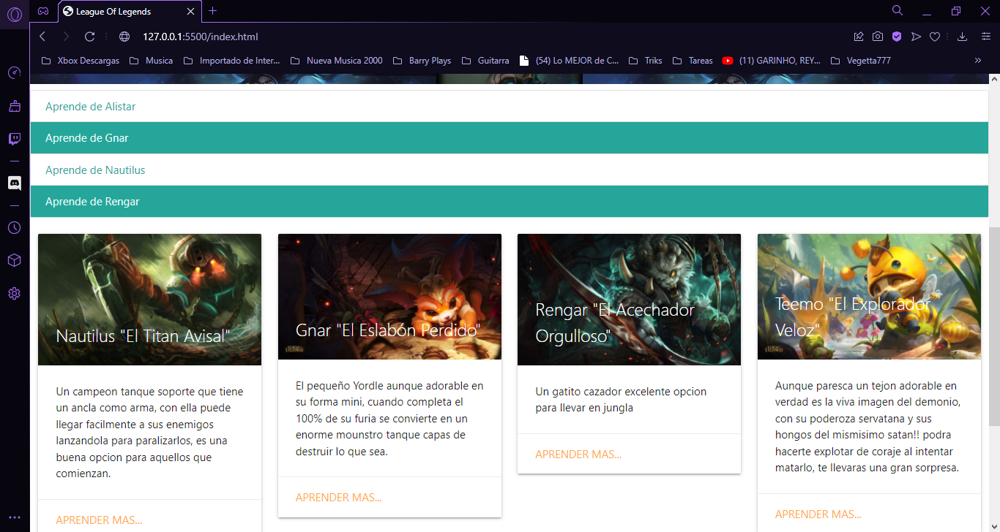 League Of Legends
127.0.0.1:5500/index.html
Xbox Descargas
Musica
Importado de Inter...
Nueva Musica 2000
Barry Plays
Guitarra
(54) Lo MEJOR de C...
Triks
Tareas
(11) GARINHO, REY...
Vegetta777
Aprende de Alistar
Aprende de Gnar
Aprende de Nautilus
Aprende de Rengar
Nautilus "El Titan Avisal"
Un campeon tanque soporte que tiene
un ancla como arma, con ella puede
llegar facilmente a sus enemigos
lanzandola para paralizarlos, es una
buena opcion para aquellos que
comienzan.
APRENDER MAS...
Gnar "El Eslabón Perdido"
El pequeño Yordle aunque adorable en
su forma mini, cuando completa el
100% de su furia se convierte en un
enorme mounstro tanque capas de
destruir lo que sea.
APRENDER MAS...
Rengar "El Acechador
Orgulloso"
Un gatito cazador excelente opcion
para llevar en jungla
APRENDER MAS...
Teemo "El Explorador
Veloz"
Aunque paresca un tejon adorable en
verdad es la viva imagen del demonio,
con su poderoza servatana y sus
hongos del mismisimo satan!! podra
hacerte explotar de coraje al intentar
matarlo, te llevaras una gran sorpresa.
APRENDER MAS...